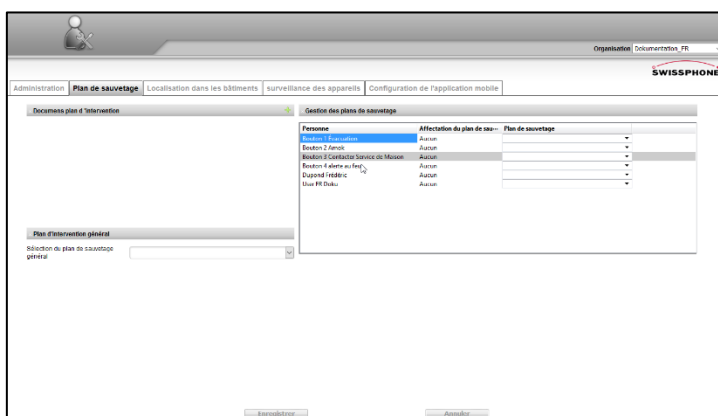 Organisation Dokumentation_FR
SWISSPHONE
Administration Plan de sauvetage Localisation dans les bâtiments surveillance des appareils Configuration de l'application mobile
Documens plan d'intervention
Gestion des plans de sauvetage
Personne Affectation du plan de sau... Plan de sauvetage
Bouton 1 Évacuation Aucun
Bouton 2 Amok Aucun
Bouton 3 Contacter Service de Maison Aucun
Bouton 4 alerte au feu Aucun
Dupond Frédéric Aucun
User FR Doku Aucun
Plan d'intervention général
Sélection du plan de sauvetage
général
Enregistrer Annuler